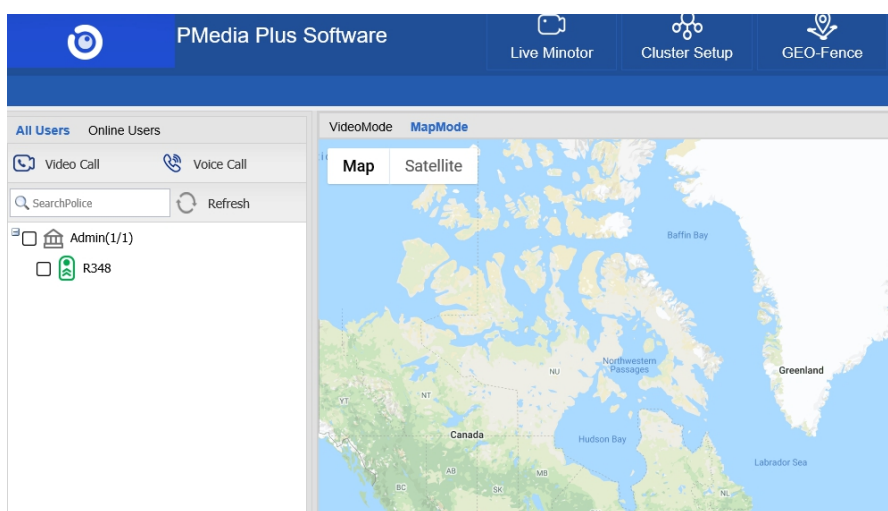 PMedia Plus Software
Live Minotor
Cluster Setup
GEO-Fence
All Users
Online Users
VideoMode
MapMode
Video Call
Voice Call
SearchPolice
Refresh
Admin(1/1)
R348
Map
Satellite
Baffin Bay
Northwestern
Passages
Greenland
NU
NT
YT
Canada
Hudson Bay
Labrador Sea
AB
MB
BC
SK
NL